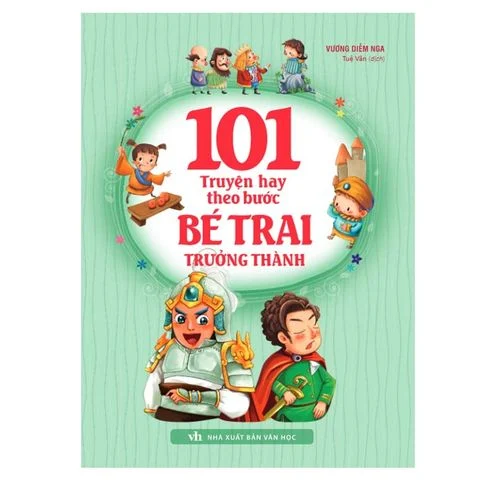 VƯƠNG DIỄM NGA
Tuệ Văn (dịch)
101
Truyện hay
theo bước
BÉ TRAI
TRƯỞNG THÀNH
vh NHÀ XUẤT BẢN VĂN HỌC